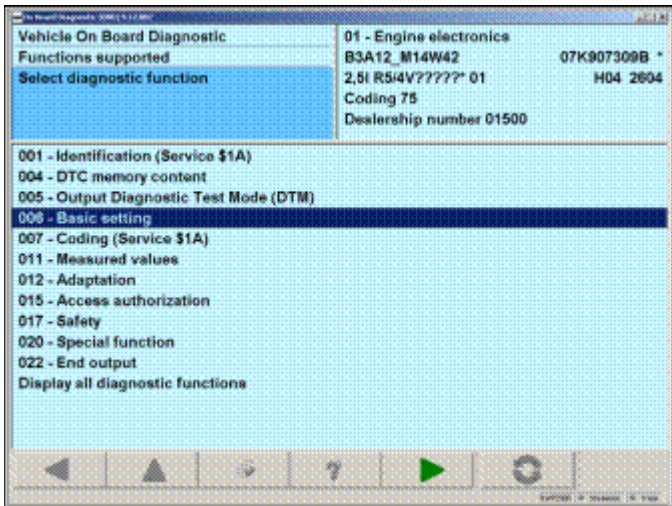 Vehicle On Board Diagnostic
Functions supported
Select diagnostic function
01 - Engine electronics
B3A12_M14W42 07K907309B *
2,5l R5/4V?????* 01 H04 2604
Coding 75
Dealership number 01500
001 - Identification (Service $1A)
004 - DTC memory content
005 - Output Diagnostic Test Mode (DTM)
006 - Basic setting
007 - Coding (Service $1A)
011 - Measured values
012 - Adaptation
015 - Access authorization
017 - Safety
020 - Special function
022 - End output
Display all diagnostic functions
?